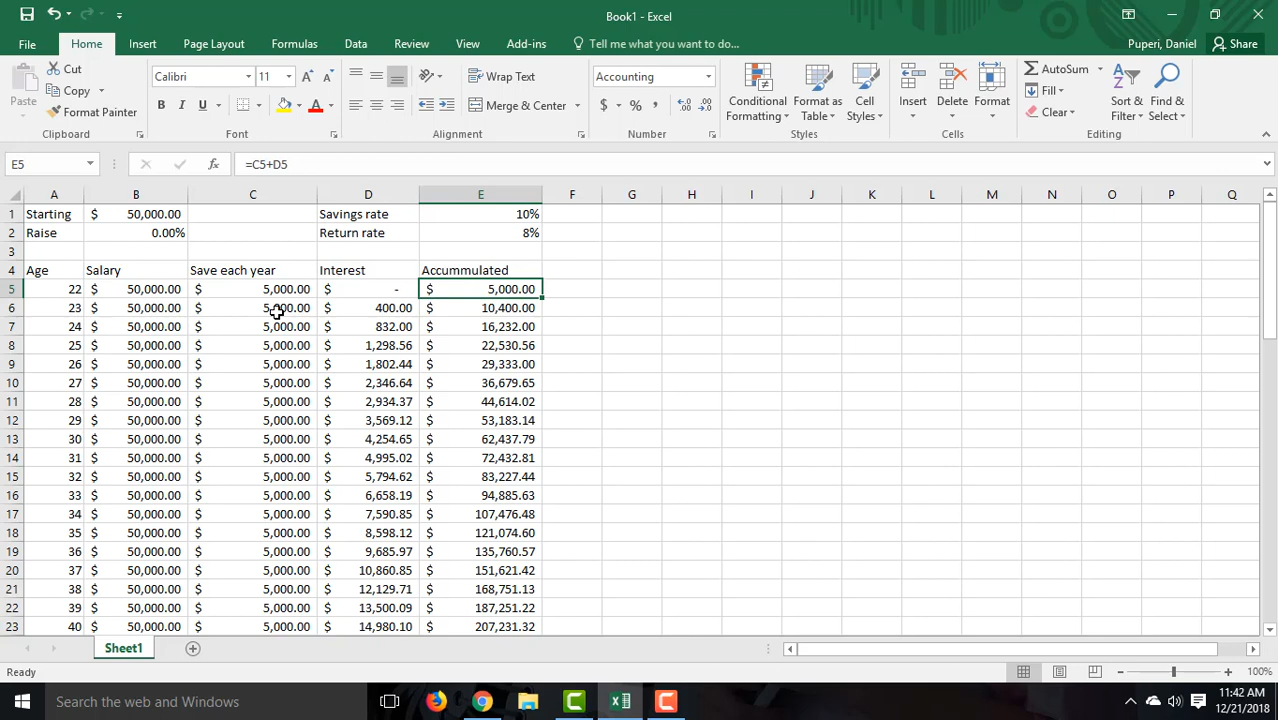 Book1 - Excel
File Home Insert Page Layout Formulas Data Review View Add-ins Tell me what you want to do... Puperi, Daniel Share
Paste
Cut
Copy
Format Painter
Calibri 11
B I U
Wrap Text
Merge & Center
Accounting
$ % ,
Conditional Formatting
Format as Table
Cell Styles
Insert
Delete
Format
AutoSum
Fill
Clear
Sort & Filter
Find & Select
Clipboard Font Alignment Number Styles Cells Editing
E5 fx =C5+D5
A B C D E F G H I J K L M N O P Q
1 Starting $ 50,000.00 Savings rate 10%
2 Raise 0.00% Return rate 8%
3
4 Age Salary Save each year Interest Accummulated
5 22 $ 50,000.00 $ 5,000.00 $ - $ 5,000.00
6 23 $ 50,000.00 $ 5,000.00 $ 400.00 $ 10,400.00
7 24 $ 50,000.00 $ 5,000.00 $ 832.00 $ 16,232.00
8 25 $ 50,000.00 $ 5,000.00 $ 1,298.56 $ 22,530.56
9 26 $ 50,000.00 $ 5,000.00 $ 1,802.44 $ 29,333.00
10 27 $ 50,000.00 $ 5,000.00 $ 2,346.64 $ 36,679.65
11 28 $ 50,000.00 $ 5,000.00 $ 2,934.37 $ 44,614.02
12 29 $ 50,000.00 $ 5,000.00 $ 3,569.12 $ 53,183.14
13 30 $ 50,000.00 $ 5,000.00 $ 4,254.65 $ 62,437.79
14 31 $ 50,000.00 $ 5,000.00 $ 4,995.02 $ 72,432.81
15 32 $ 50,000.00 $ 5,000.00 $ 5,794.62 $ 83,227.44
16 33 $ 50,000.00 $ 5,000.00 $ 6,658.19 $ 94,885.63
17 34 $ 50,000.00 $ 5,000.00 $ 7,590.85 $ 107,476.48
18 35 $ 50,000.00 $ 5,000.00 $ 8,598.12 $ 121,074.60
19 36 $ 50,000.00 $ 5,000.00 $ 9,685.97 $ 135,760.57
20 37 $ 50,000.00 $ 5,000.00 $ 10,860.85 $ 151,621.42
21 38 $ 50,000.00 $ 5,000.00 $ 12,129.71 $ 168,751.13
22 39 $ 50,000.00 $ 5,000.00 $ 13,500.09 $ 187,251.22
23 40 $ 50,000.00 $ 5,000.00 $ 14,980.10 $ 207,231.32
Sheet1
Ready 100%
Search the web and Windows
11:42 AM
12/21/2018